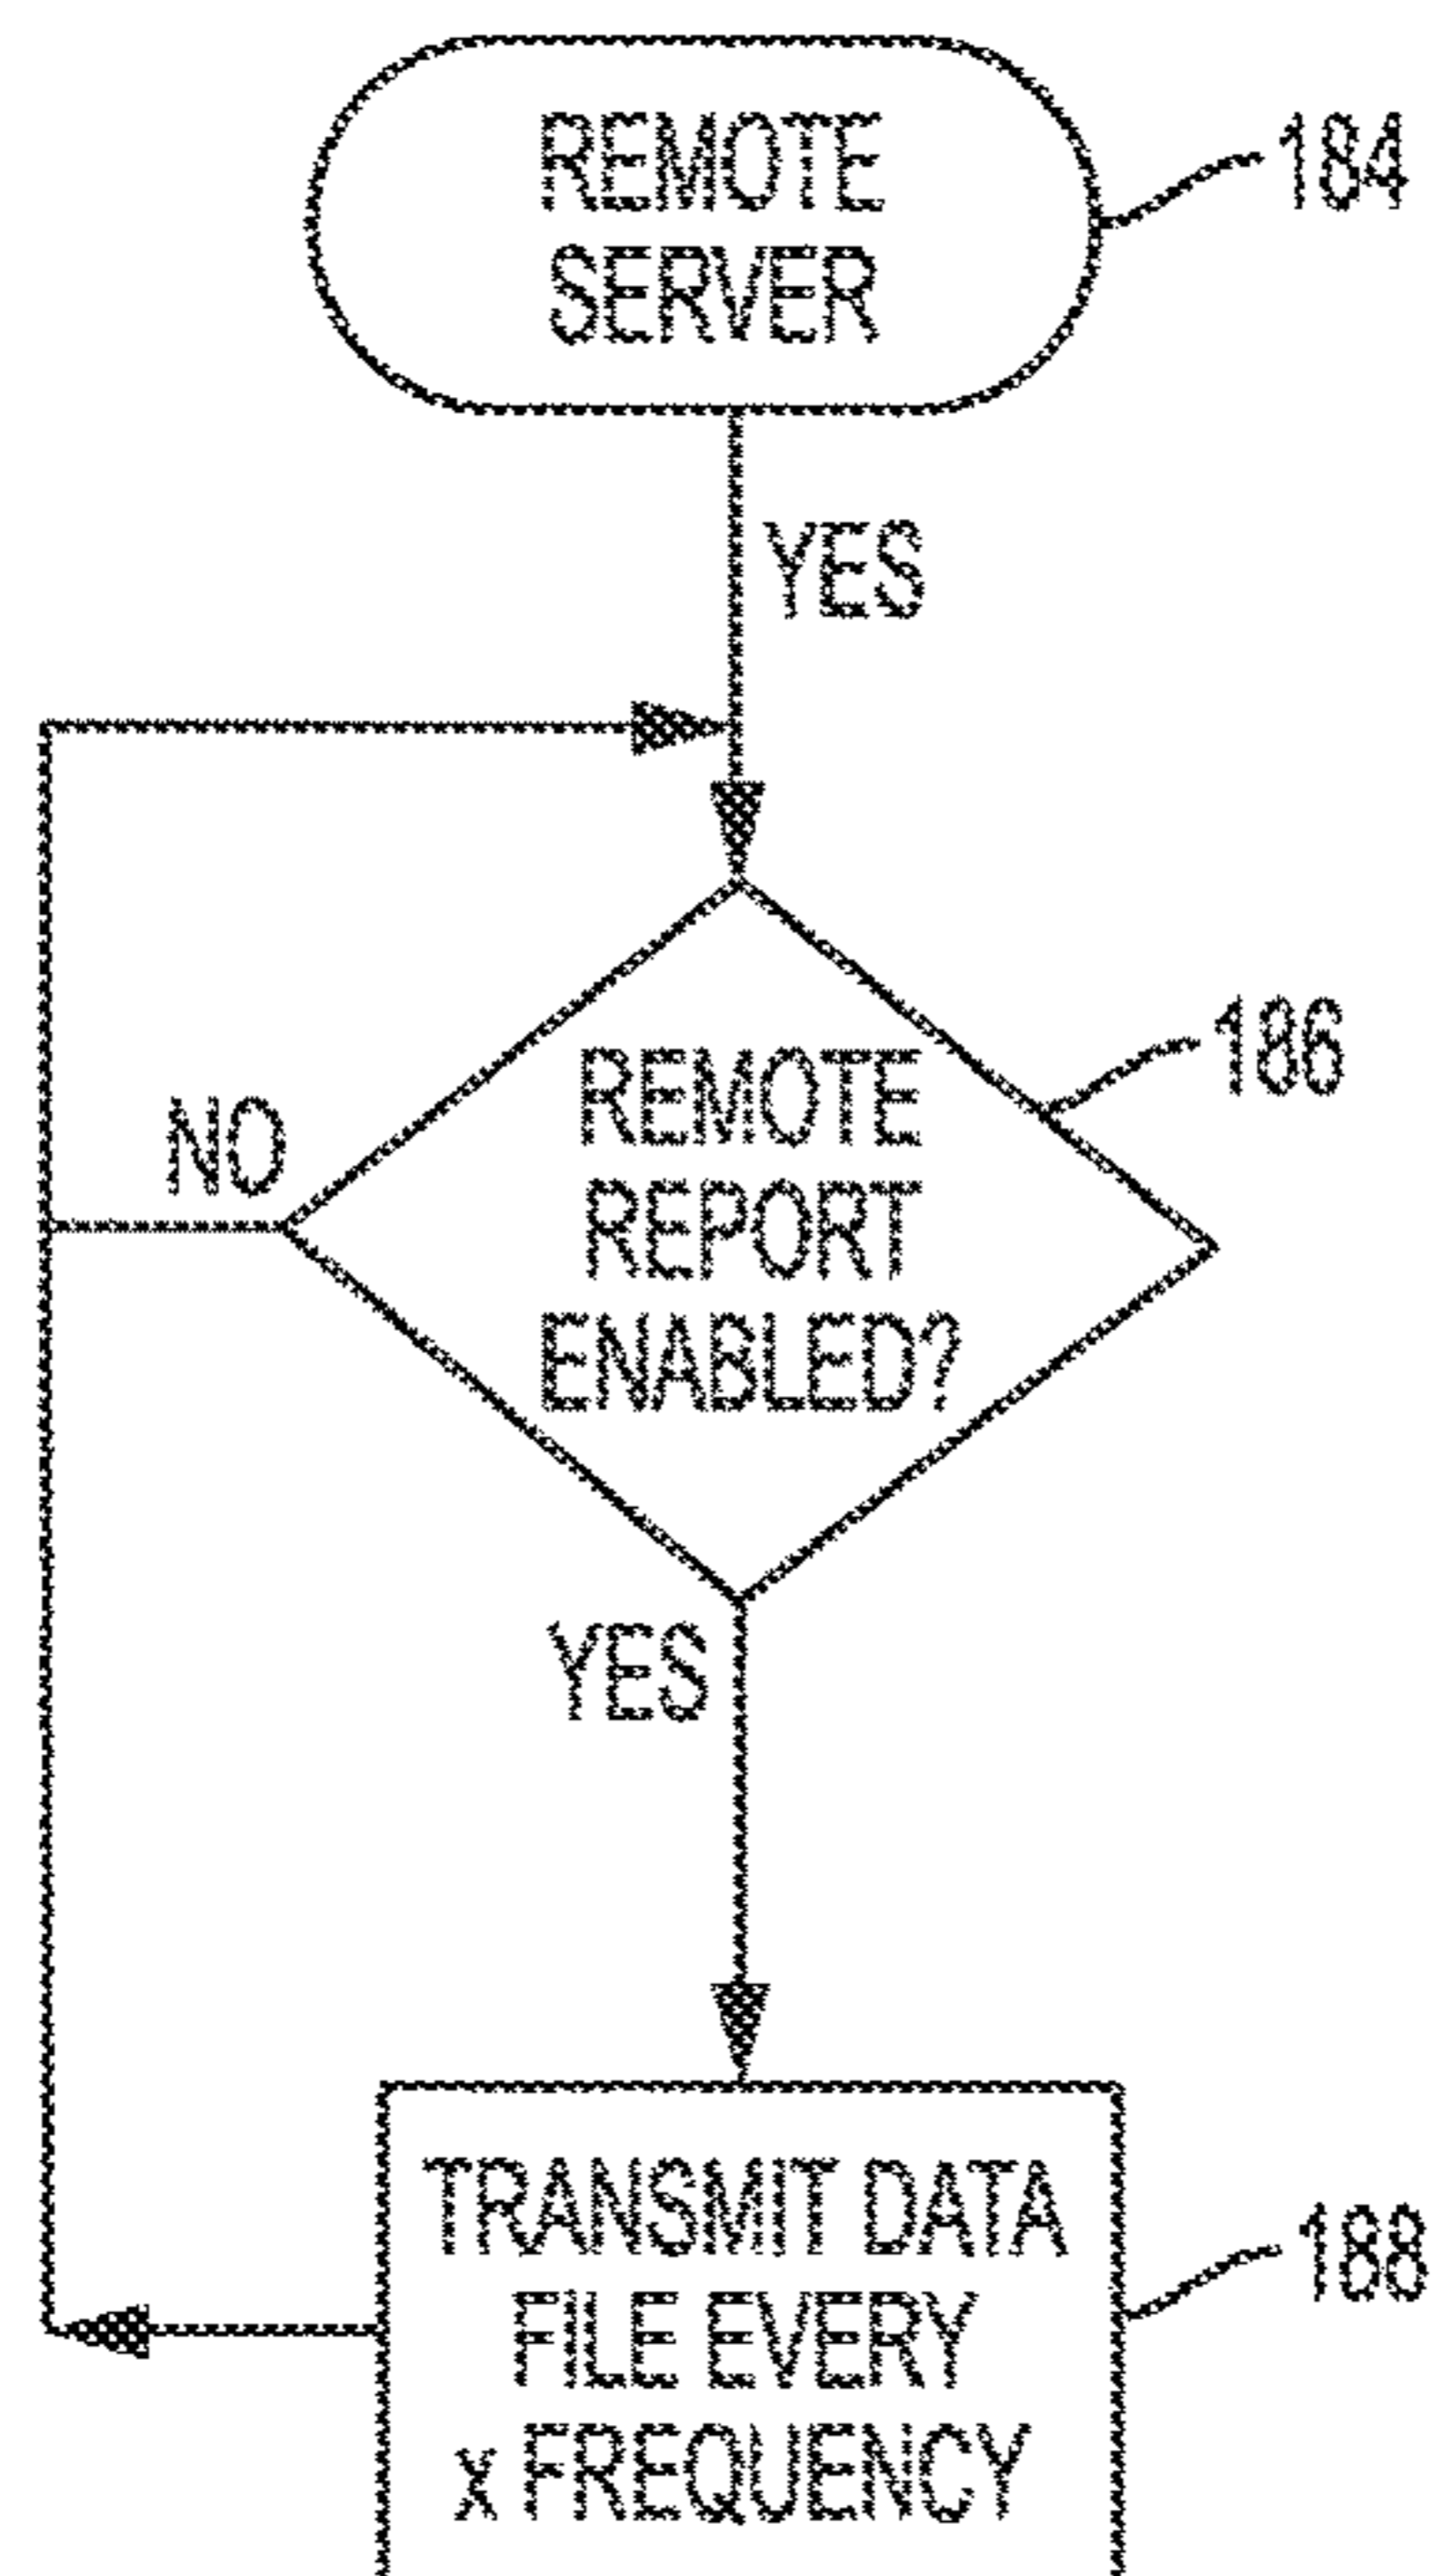 REMOTE
SERVER
184
YES
REMOTE
REPORT
ENABLED?
186
NO
YES
TRANSMIT DATA
FILE EVERY
x FREQUENCY
188